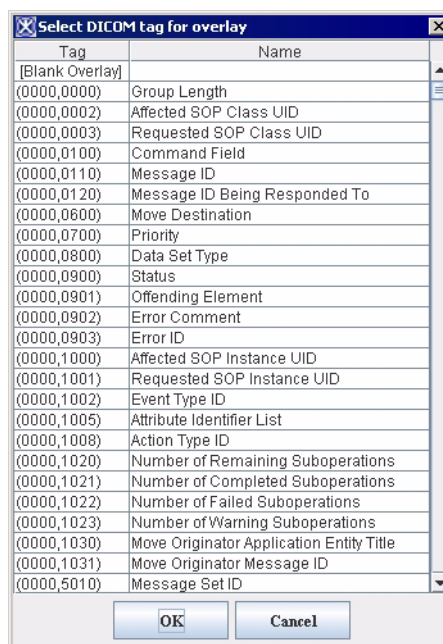 Select DICOM tag for overlay
Tag Name
[Blank Overlay]
(0000,0000) Group Length
(0000,0002) Affected SOP Class UID
(0000,0003) Requested SOP Class UID
(0000,0100) Command Field
(0000,0110) Message ID
(0000,0120) Message ID Being Responded To
(0000,0600) Move Destination
(0000,0700) Priority
(0000,0800) Data Set Type
(0000,0900) Status
(0000,0901) Offending Element
(0000,0902) Error Comment
(0000,0903) Error ID
(0000,1000) Affected SOP Instance UID
(0000,1001) Requested SOP Instance UID
(0000,1002) Event Type ID
(0000,1005) Attribute Identifier List
(0000,1008) Action Type ID
(0000,1020) Number of Remaining Suboperations
(0000,1021) Number of Completed Suboperations
(0000,1022) Number of Failed Suboperations
(0000,1023) Number of Warning Suboperations
(0000,1030) Move Originator Application Entity Title
(0000,1031) Move Originator Message ID
(0000,5010) Message Set ID
OK Cancel